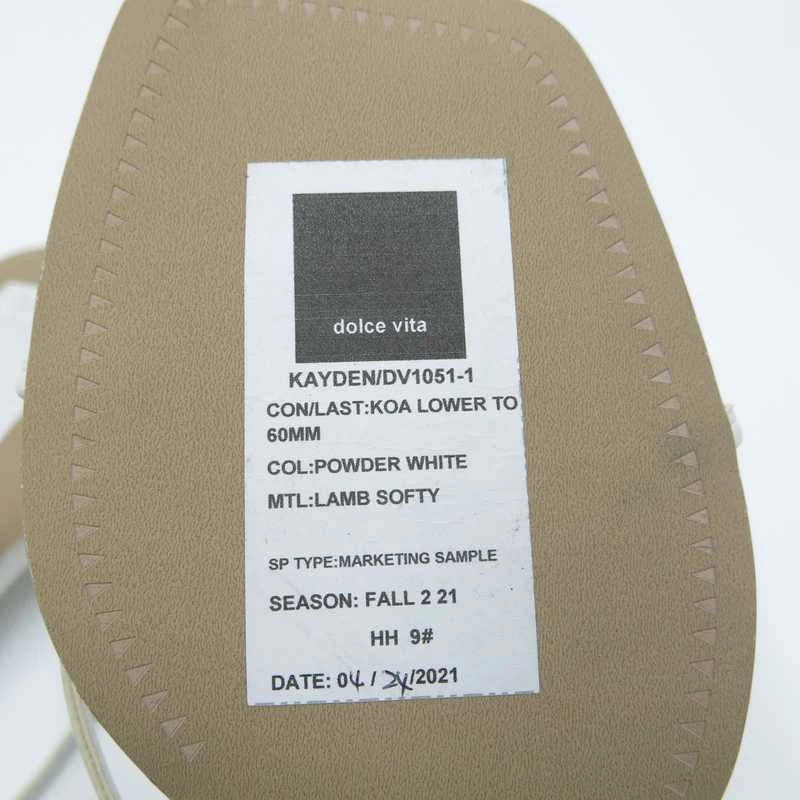 dolce vita
KAYDEN/DV1051-1
CON/LAST:KOA LOWER TO
60MM
COL:POWDER WHITE
MTL:LAMB SOFTY
SP TYPE:MARKETING SAMPLE
SEASON: FALL 2 21
HH 9#
DATE: 04 / 24/2021